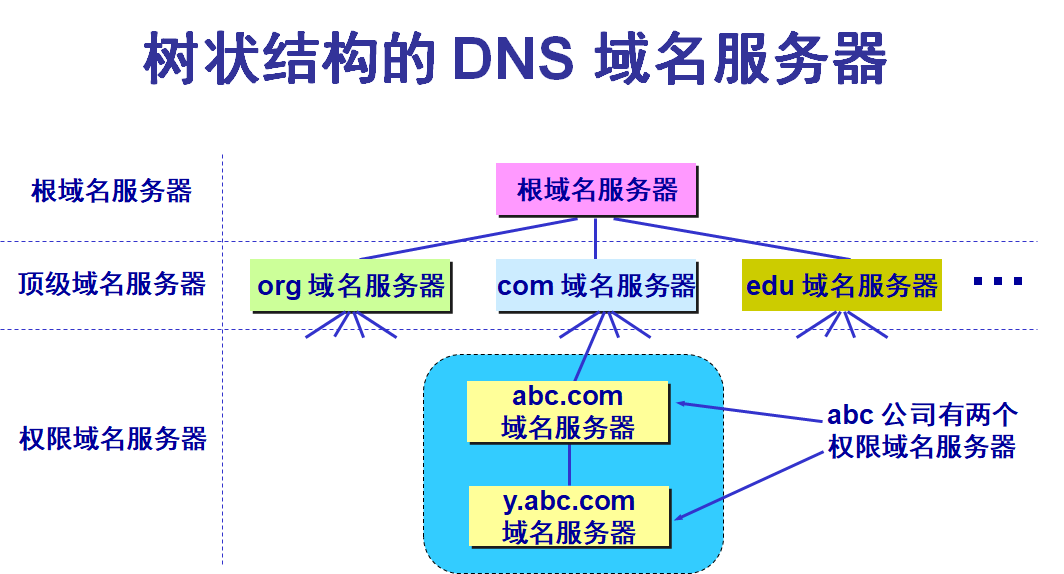 树状结构的 DNS 域名服务器
根域名服务器
根域名服务器
顶级域名服务器
org 域名服务器
com 域名服务器
edu 域名服务器
…
权限域名服务器
abc.com
域名服务器
y.abc.com
域名服务器
abc 公司有两个
权限域名服务器